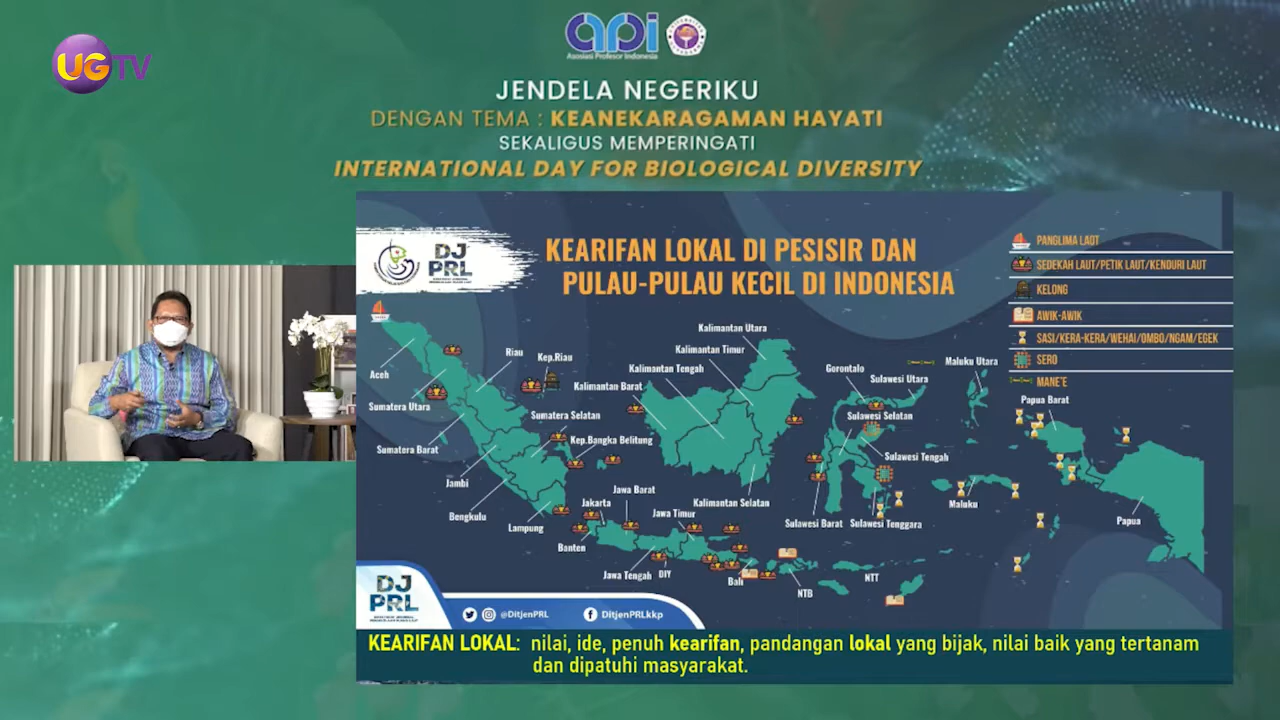 UGTV
api
Asosiasi Profesor Indonesia
JENDELA NEGERIKU
DENGAN TEMA : KEANEKARAGAMAN HAYATI
SEKALIGUS MEMPERINGATI
INTERNATIONAL DAY FOR BIOLOGICAL DIVERSITY
DJ
PRL
KEARIFAN LOKAL DI PESISIR DAN
PULAU-PULAU KECIL DI INDONESIA
PANGLIMA LAUT
SEDEKAH LAUT/PETIK LAUT/KENDURI LAUT
KELONG
AWIK-AWIK
SASI/KERA-KERA/WEHAI/OMBO/NGAM/EGEK
SERO
MANE'E
Kalimantan Utara
Kalimantan Timur
Kalimantan Tengah
Kalimantan Barat
Riau
Kep.Riau
Aceh
Sumatera Utara
Sumatera Selatan
Sumatera Barat
Kep.Bangka Belitung
Jambi
Bengkulu
Lampung
Jakarta
Jawa Barat
Jawa Timur
Kalimantan Selatan
Banten
Jawa Tengah
DIY
Bali
NTB
NTT
Gorontalo
Sulawesi Utara
Maluku Utara
Sulawesi Selatan
Sulawesi Tengah
Sulawesi Barat
Sulawesi Tenggara
Maluku
Papua Barat
Papua
DJ
PRL
@DitjenPRL
DitjenPRLkkp
KEARIFAN LOKAL: nilai, ide, penuh kearifan, pandangan lokal yang bijak, nilai baik yang tertanam
dan dipatuhi masyarakat.